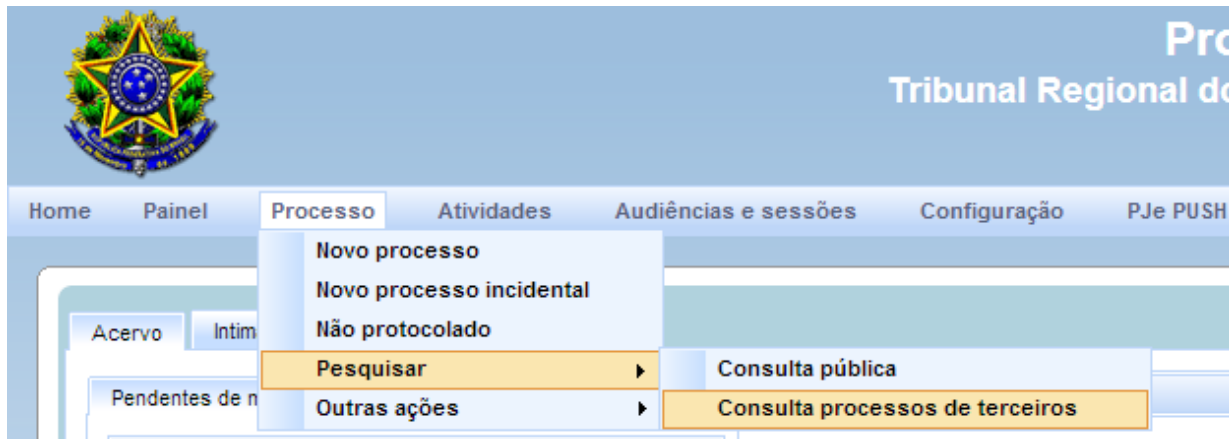 Pro
Tribunal Regional do
Home Painel Processo Atividades Audiências e sessões Configuração PJe PUSH
Novo processo
Novo processo incidental
Acervo Intim Não protocolado
Pesquisar Consulta pública
Pendentes de n Outras ações Consulta processos de terceiros